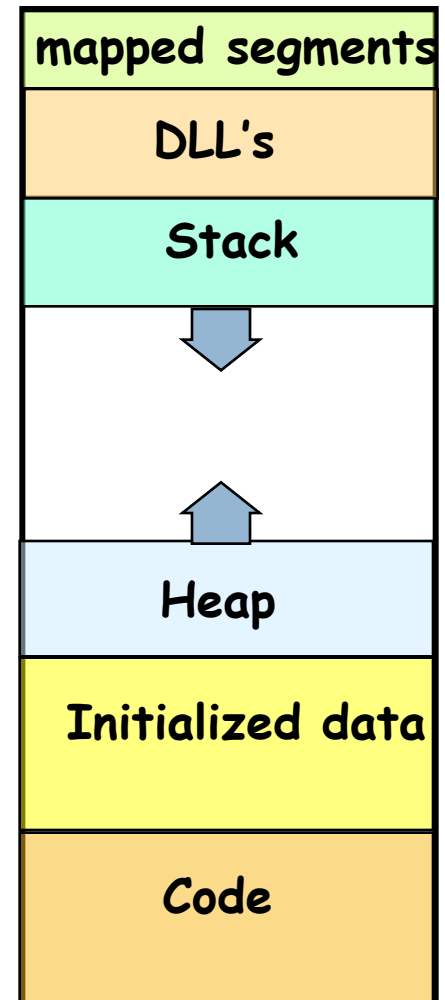 mapped segments
DLL's
Stack
Heap
Initialized data
Code